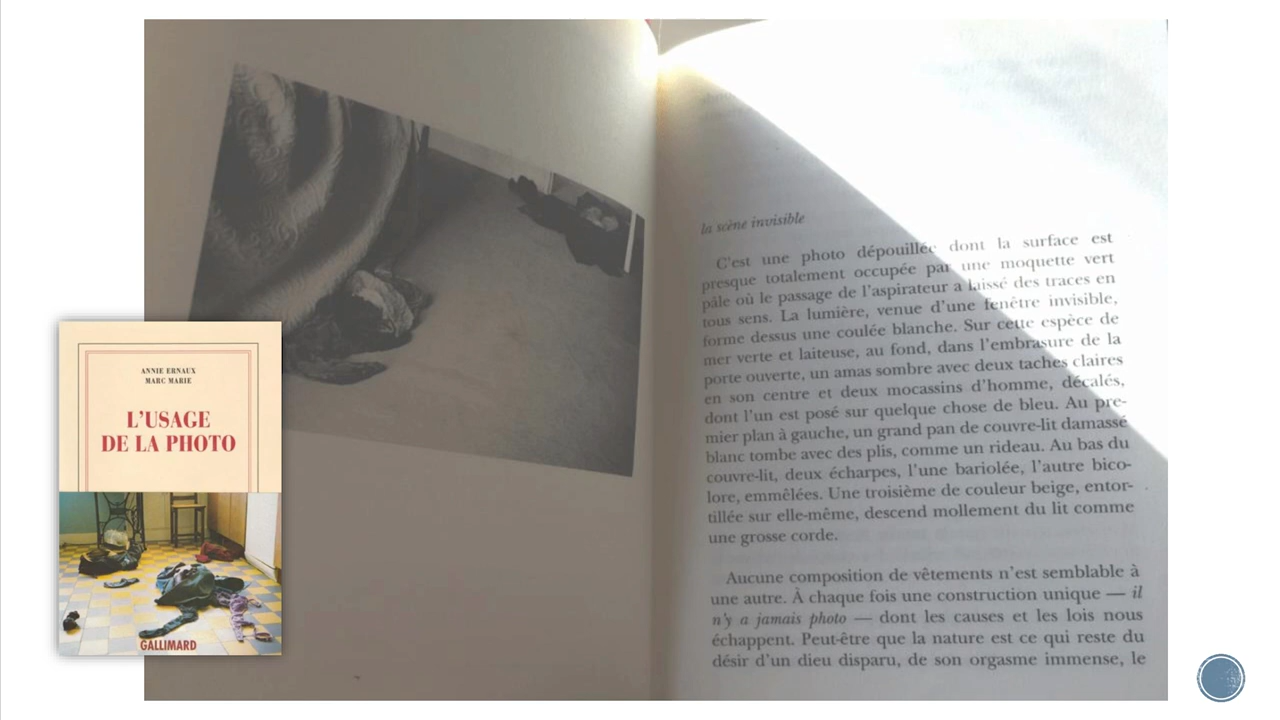 la scène invisible
C'est une photo dépouillée dont la surface est
presque totalement occupée par une moquette vert
pâle où le passage de l'aspirateur a laissé des traces en
tous sens. La lumière, venue d'une fenêtre invisible,
forme dessus une coulée blanche. Sur cette espèce de
mer verte et laiteuse, au fond, dans l'embrasure de la
porte ouverte, un amas sombre avec deux taches claires
en son centre et deux mocassins d'homme, décalés,
dont l'un est posé sur quelque chose de bleu. Au pre-
mier plan à gauche, un grand pan de couvre-lit damassé
blanc tombe avec des plis, comme un rideau. Au bas du
couvre-lit, deux écharpes, l'une bariolée, l'autre bico-
lore, emmêlées. Une troisième de couleur beige, entor-
tillée sur elle-même, descend mollement du lit comme
une grosse corde.
Aucune composition de vêtements n'est semblable à
une autre. À chaque fois une construction unique — il
n'y a jamais photo — dont les causes et les lois nous
échappent. Peut-être que la nature est ce qui reste du
désir d'un dieu disparu, de son orgasme immense, le
ANNIE ERNAUX
MARC MARIE
L'USAGE
DE LA PHOTO
GALLIMARD